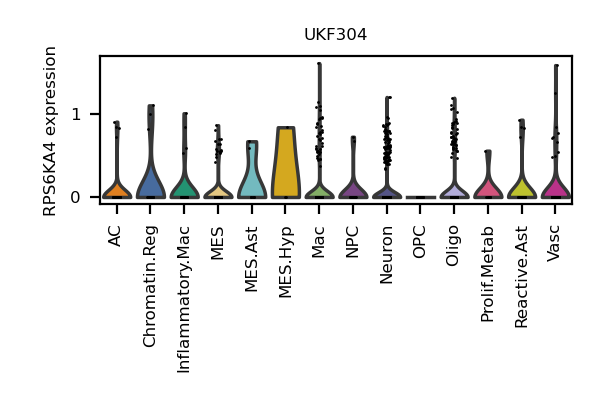 UKF304
RPS6KA4 expression
1
0
AC
Chromatin.Reg
Inflammatory.Mac
MES
MES.Ast
MES.Hyp
Mac
NPC
Neuron
OPC
Oligo
Prolif.Metab
Reactive.Ast
Vasc